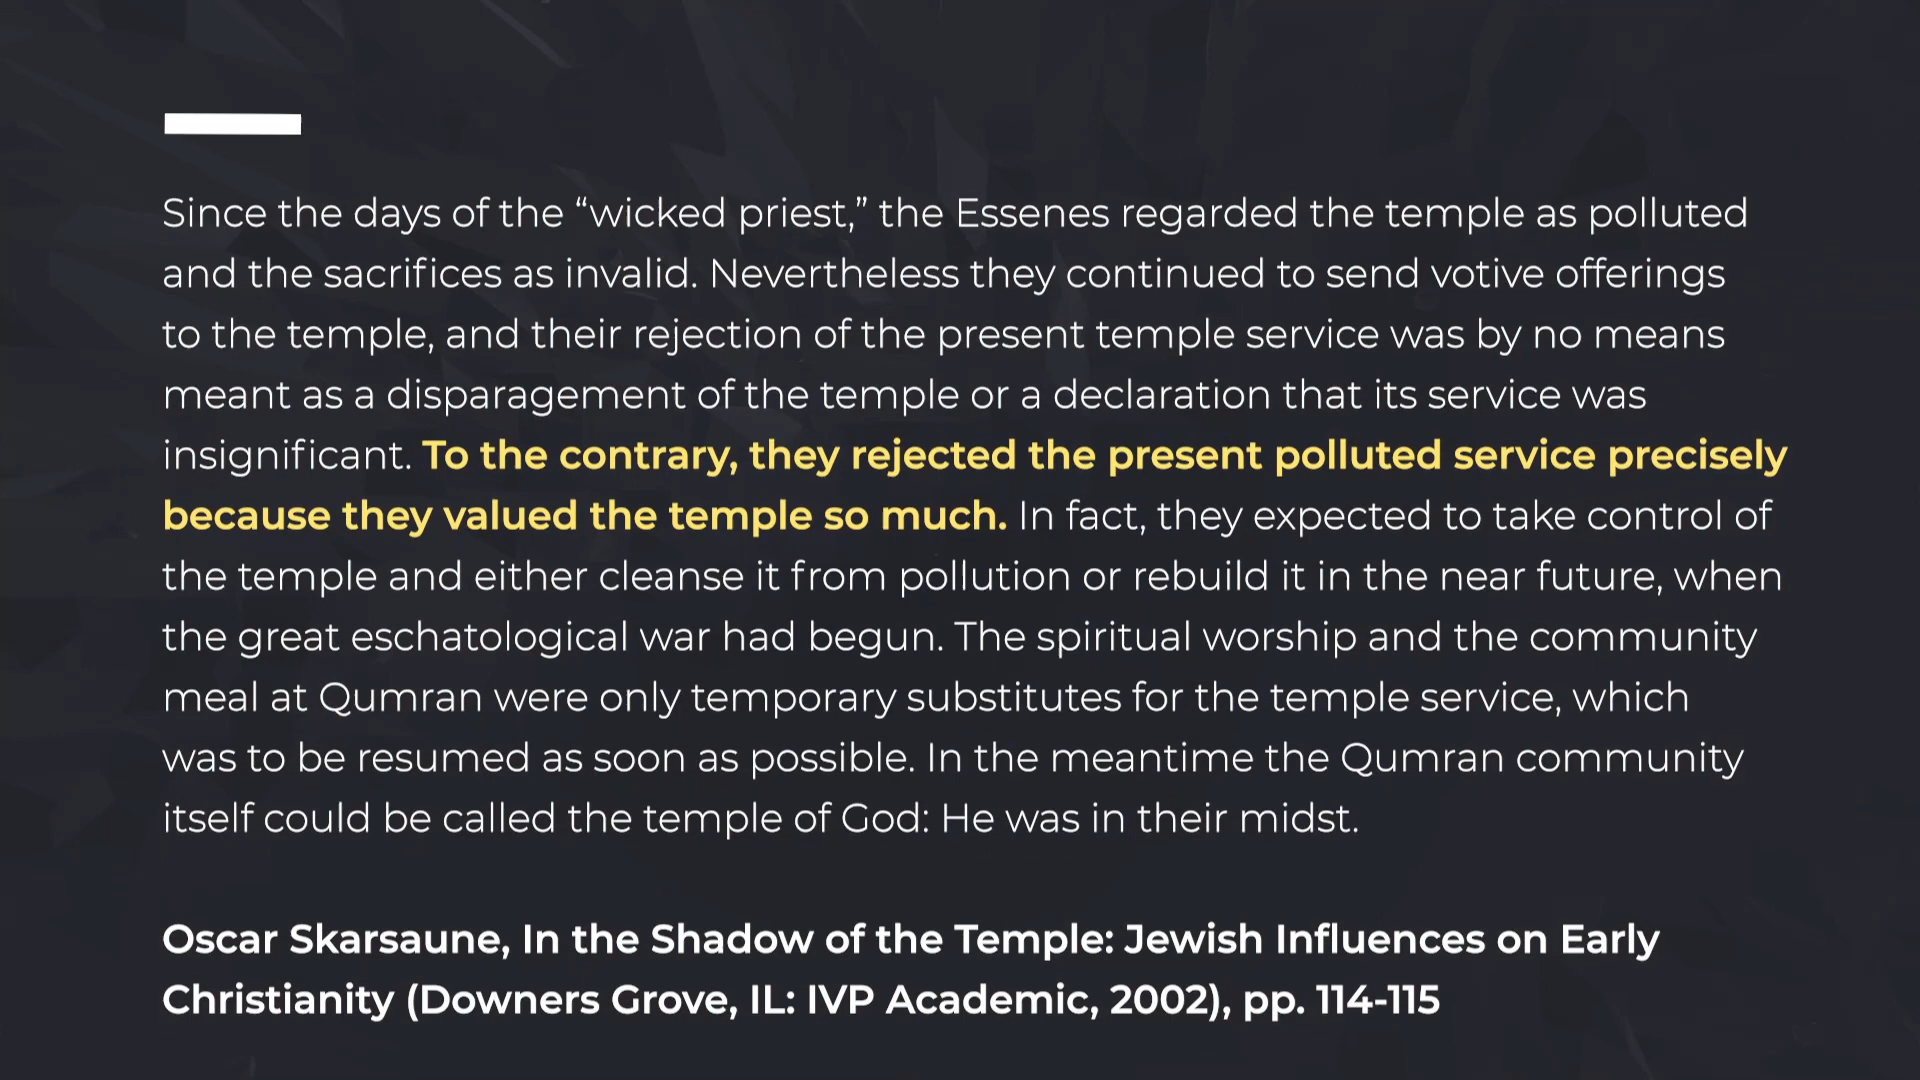 Since the days of the “wicked priest,” the Essenes regarded the temple as polluted
and the sacrifices as invalid. Nevertheless they continued to send votive offerings
to the temple, and their rejection of the present temple service was by no means
meant as a disparagement of the temple or a declaration that its service was
insignificant. To the contrary, they rejected the present polluted service precisely
because they valued the temple so much. In fact, they expected to take control of
the temple and either cleanse it from pollution or rebuild it in the near future, when
the great eschatological war had begun. The spiritual worship and the community
meal at Qumran were only temporary substitutes for the temple service, which
was to be resumed as soon as possible. In the meantime the Qumran community
itself could be called the temple of God: He was in their midst.
Oscar Skarsaune, In the Shadow of the Temple: Jewish Influences on Early
Christianity (Downers Grove, IL: IVP Academic, 2002), pp. 114-115